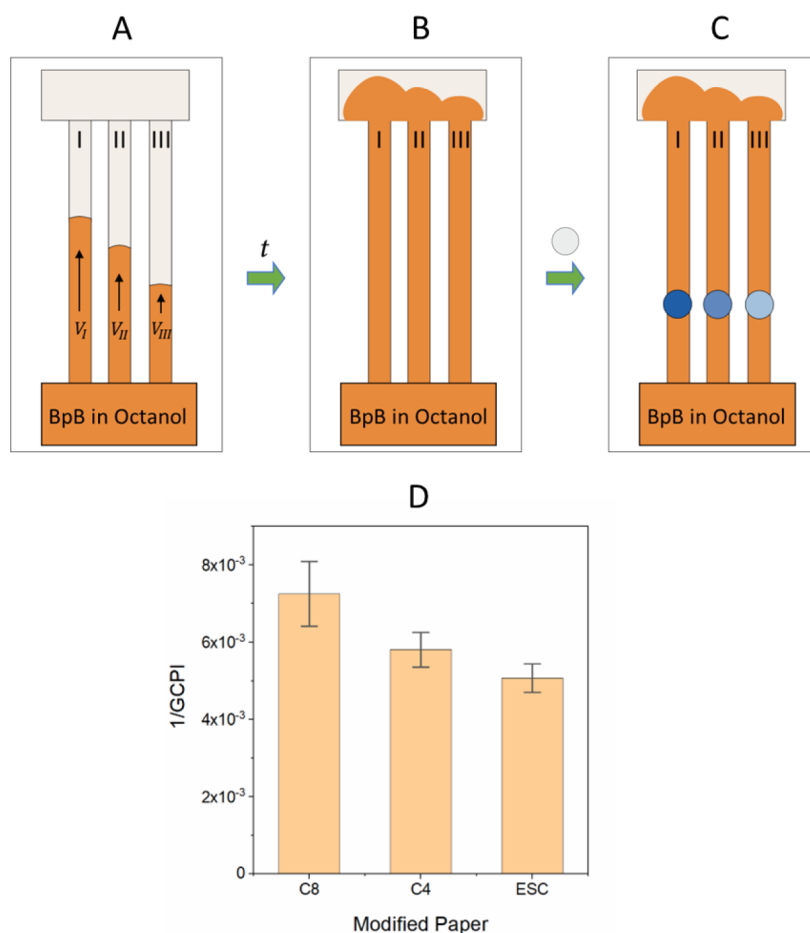 A
B
C
I II III
I II III
I II III
t
V_I
V_II
V_III
BpB in Octanol
BpB in Octanol
BpB in Octanol
D
8x10⁻³
6x10⁻³
4x10⁻³
2x10⁻³
0
1/GCPI
C8
C4
ESC
Modified Paper